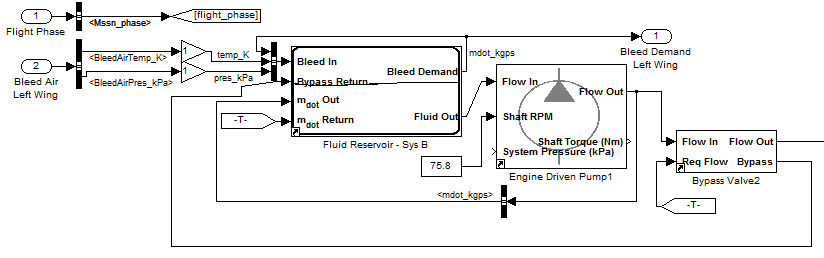 1
Flight Phase
<Mssn_phase>
[flight_phase]
2
Bleed Air
Left Wing
<BleedAirTemp_K>
<BleedAirPres_kPa>
1
1
temp_K
pres_kPa
Bleed In
Bypass Return
m_dot Out
m_dot Return
Bleed Demand
Fluid Out
Fluid Reservoir - Sys B
-T-
mdot_kgps
1
Bleed Demand
Left Wing
75.8
Flow In
Shaft RPM
System Pressure (kPa)
Flow Out
Shaft Torque (Nm)
Engine Driven Pump1
<mdot_kgps>
Flow In
Req Flow
Flow Out
Bypass
Bypass Valve2
-T-